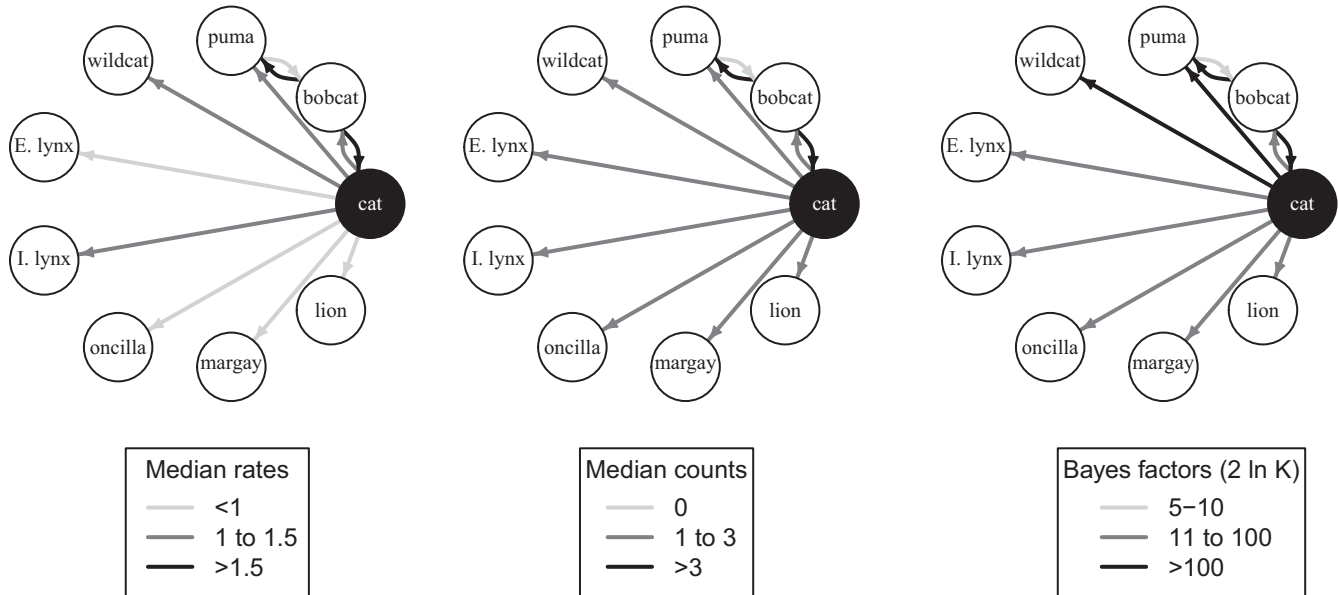 puma
wildcat
bobcat
E. lynx
cat
I. lynx
lion
oncilla
margay
Median rates
<1
1 to 1.5
>1.5
puma
wildcat
bobcat
E. lynx
cat
I. lynx
lion
oncilla
margay
Median counts
0
1 to 3
>3
puma
wildcat
bobcat
E. lynx
cat
I. lynx
lion
oncilla
margay
Bayes factors (2 ln K)
5−10
11 to 100
>100